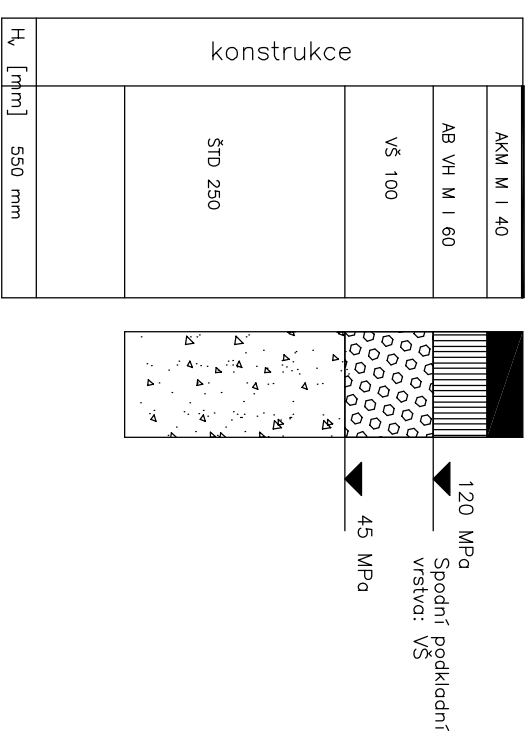 konstrukce
AKM M I 40
AB VH M I 60
VŠ 100
ŠTD 250
Hv [mm] 550 mm
120 MPa
45 MPa
Spodní podkladní
vrstva: VŠ